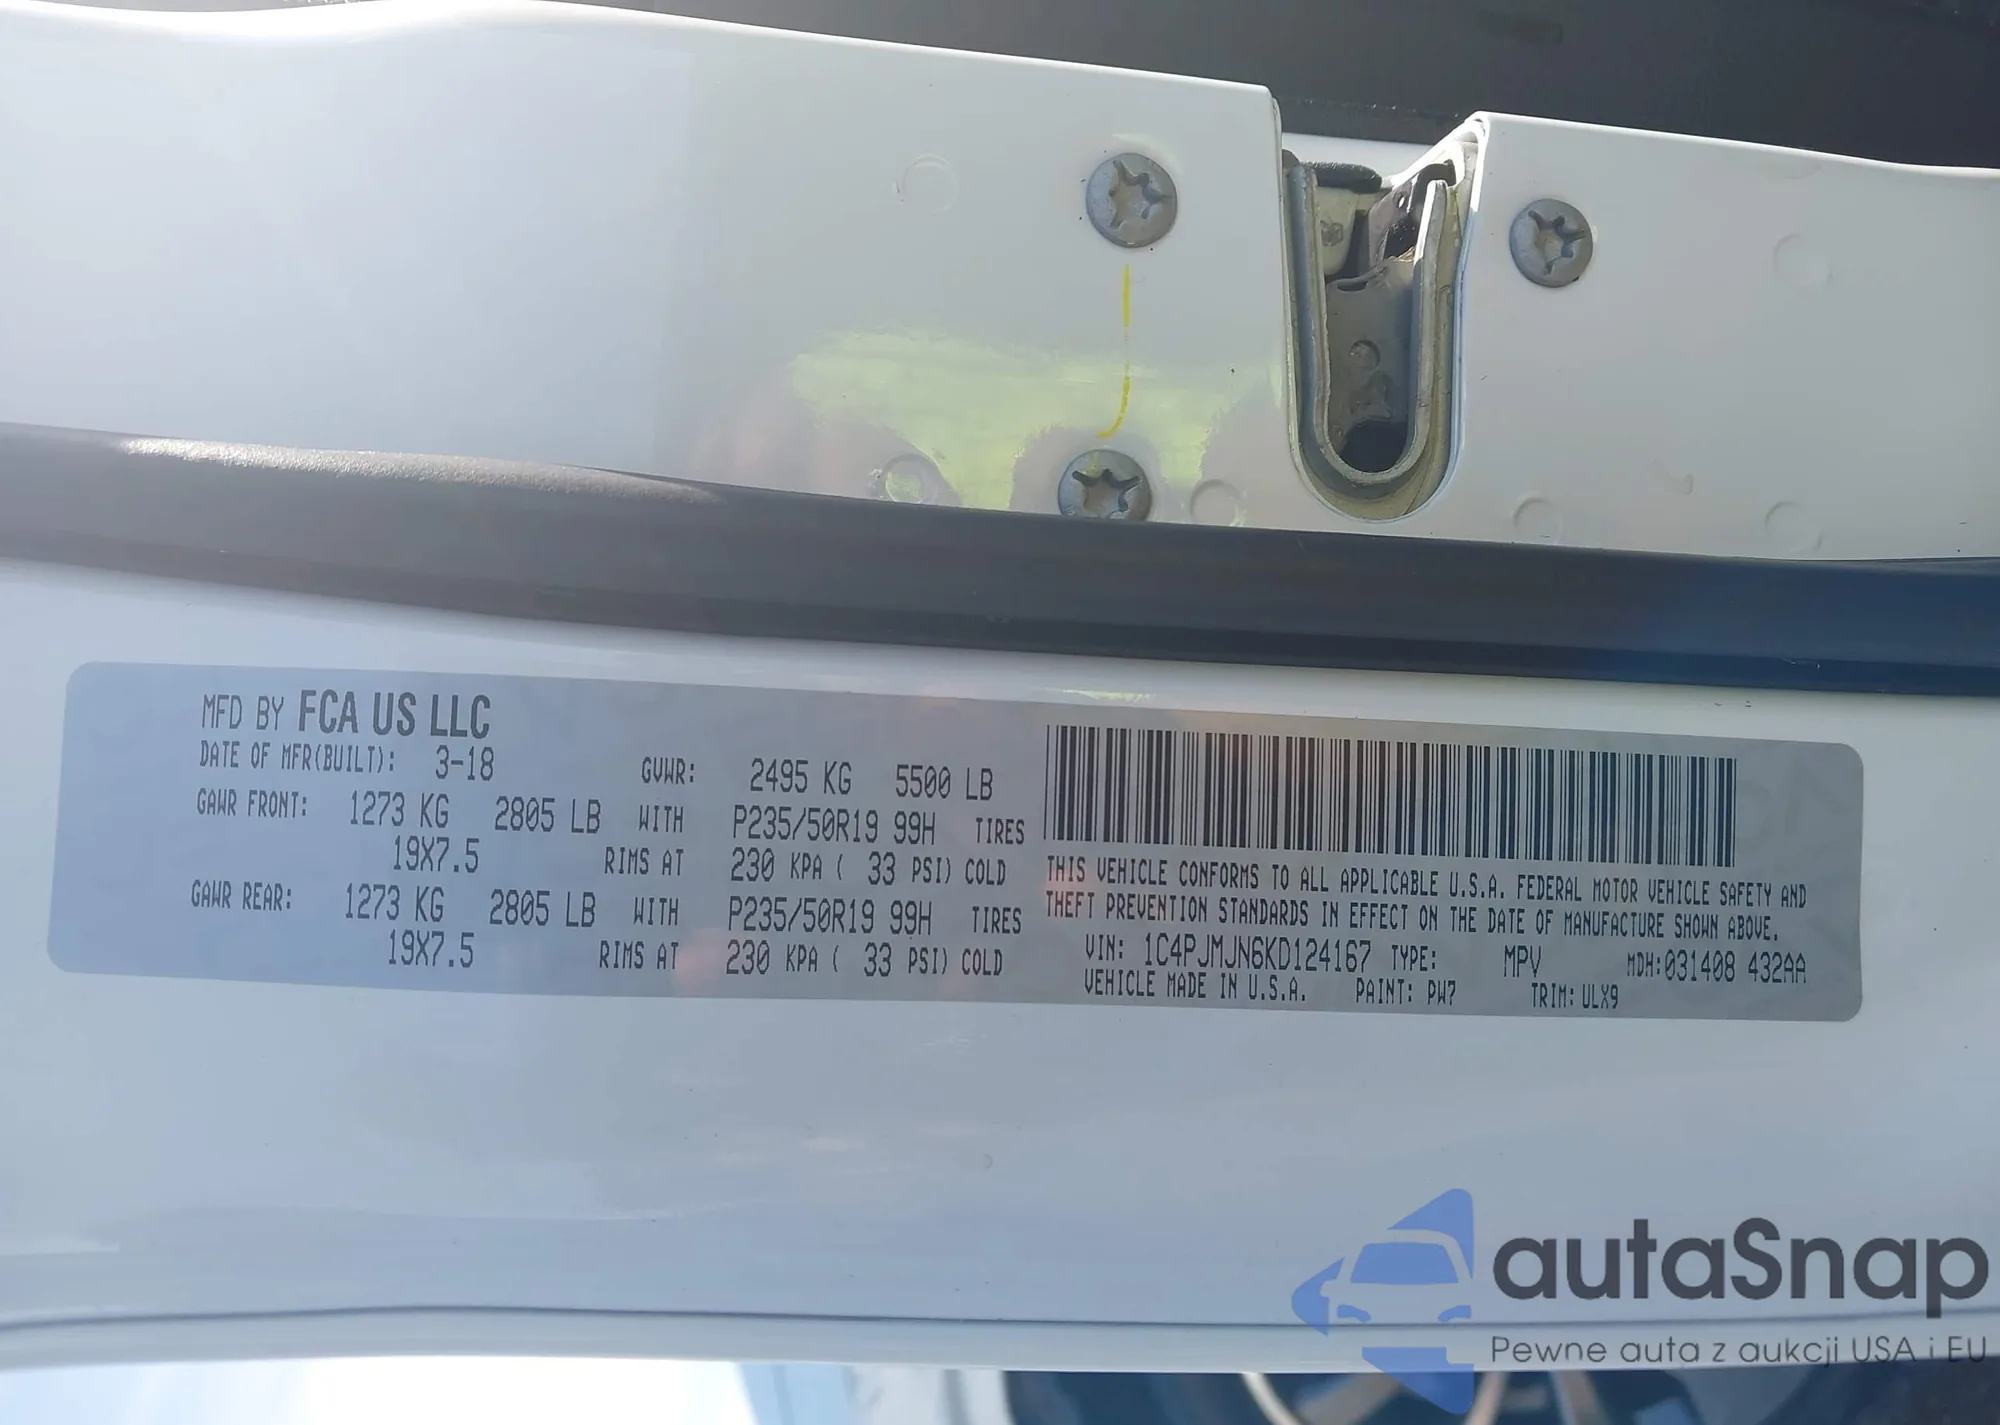 MFD BY FCA US LLC
DATE OF MFR(BUILT): 3-18 GVWR: 2495 KG 5500 LB
GAWR FRONT: 1273 KG 2805 LB WITH P235/50R19 99H TIRES
19X7.5 RIMS AT 230 KPA ( 33 PSI) COLD
GAWR REAR: 1273 KG 2805 LB WITH P235/50R19 99H TIRES
19X7.5 RIMS AT 230 KPA ( 33 PSI) COLD
THIS VEHICLE CONFORMS TO ALL APPLICABLE U.S.A. FEDERAL MOTOR VEHICLE SAFETY AND
THEFT PREVENTION STANDARDS IN EFFECT ON THE DATE OF MANUFACTURE SHOWN ABOVE.
VIN: 1C4PJMJN6KD124167 TYPE: MPV MDH:031408 432AA
VEHICLE MADE IN U.S.A. PAINT: PW7 TRIM: ULX9
autaSnap
Pewne auta z aukcji USA i EU